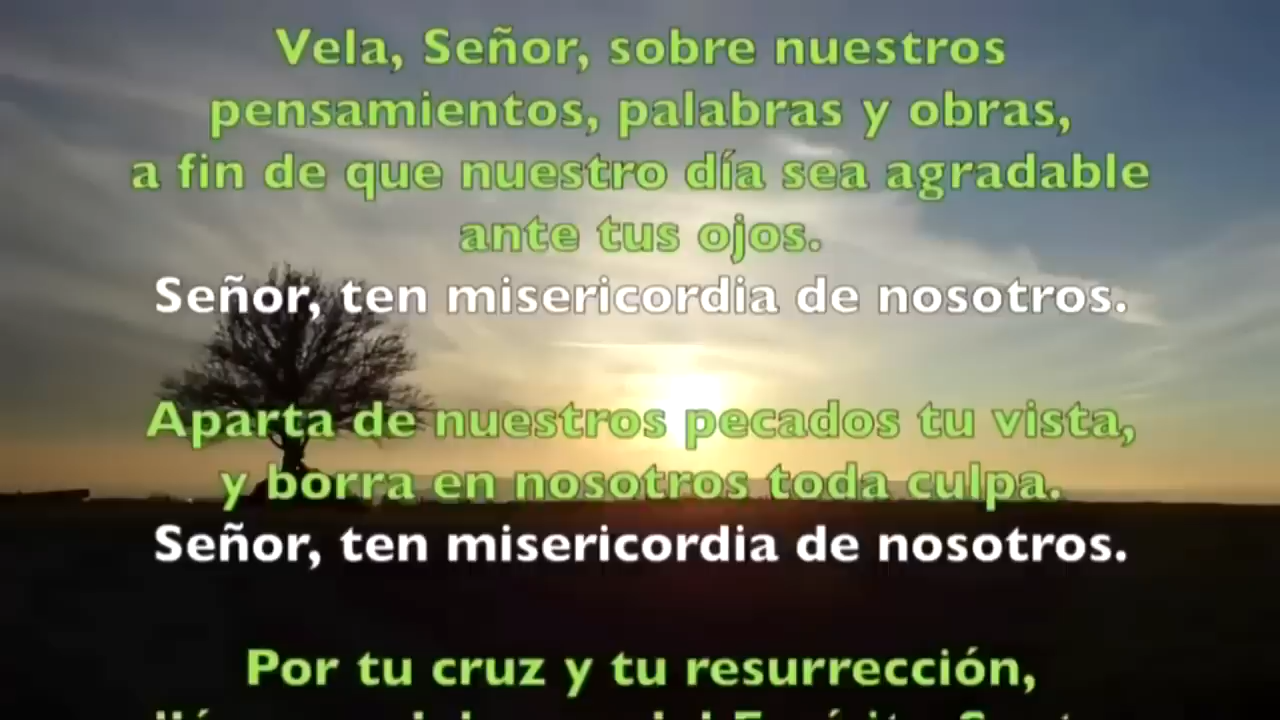 Vela, Señor, sobre nuestros
pensamientos, palabras y obras,
a fin de que nuestro día sea agradable
ante tus ojos.
Señor, ten misericordia de nosotros.
Aparta de nuestros pecados tu vista,
y borra en nosotros toda culpa.
Señor, ten misericordia de nosotros.
Por tu cruz y tu resurrección,